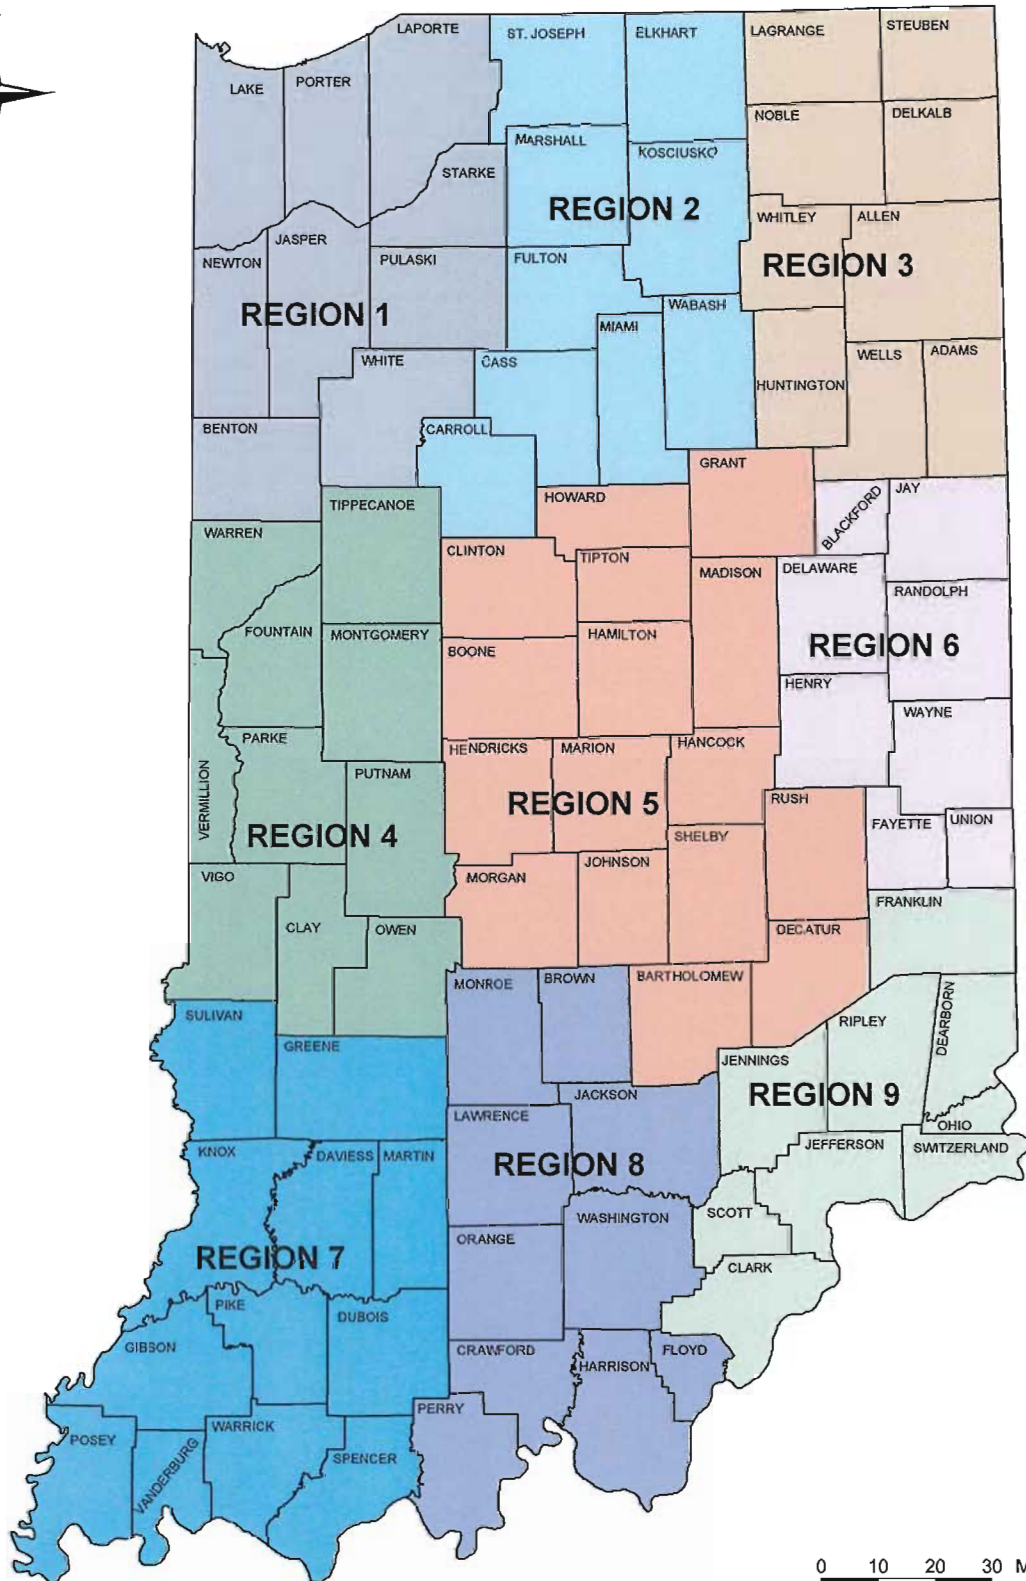 LAPORTE
ST. JOSEPH
ELKHART
LAGRANGE
STEUBEN
LAKE
PORTER
NOBLE
DELKALB
MARSHALL
KOSCIUSKO
STARKE
REGION 2
WHITLEY
ALLEN
JASPER
NEWTON
PULASKI
FULTON
REGION 3
REGION 1
WABASH
MIAMI
WHITE
CASS
WELLS
ADAMS
HUNTINGTON
BENTON
CARROLL
GRANT
TIPPECANOE
HOWARD
BLACKFORD
JAY
WARREN
CLINTON
TIPTON
MADISON
DELAWARE
RANDOLPH
FOUNTAIN
MONTGOMERY
BOONE
HAMILTON
REGION 6
HENRY
WAYNE
PARKE
HENDRICKS
MARION
HANCOCK
VERMILLION
PUTNAM
REGION 5
RUSH
REGION 4
SHELBY
FAYETTE
UNION
VIGO
MORGAN
JOHNSON
FRANKLIN
CLAY
OWEN
DECATUR
MONROE
BROWN
BARTHOLOMEW
SULIVAN
RIPLEY
DEARBORN
GREENE
JENNINGS
JACKSON
REGION 9
LAWRENCE
OHIO
KNOX
DAVIESS
MARTIN
REGION 8
JEFFERSON
SWITZERLAND
WASHINGTON
SCOTT
ORANGE
REGION 7
CLARK
PIKE
DUBOIS
GIBSON
CRAWFORD
HARRISON
FLOYD
PERRY
POSEY
VANDERBURG
WARRICK
SPENCER
0 10 20 30 M